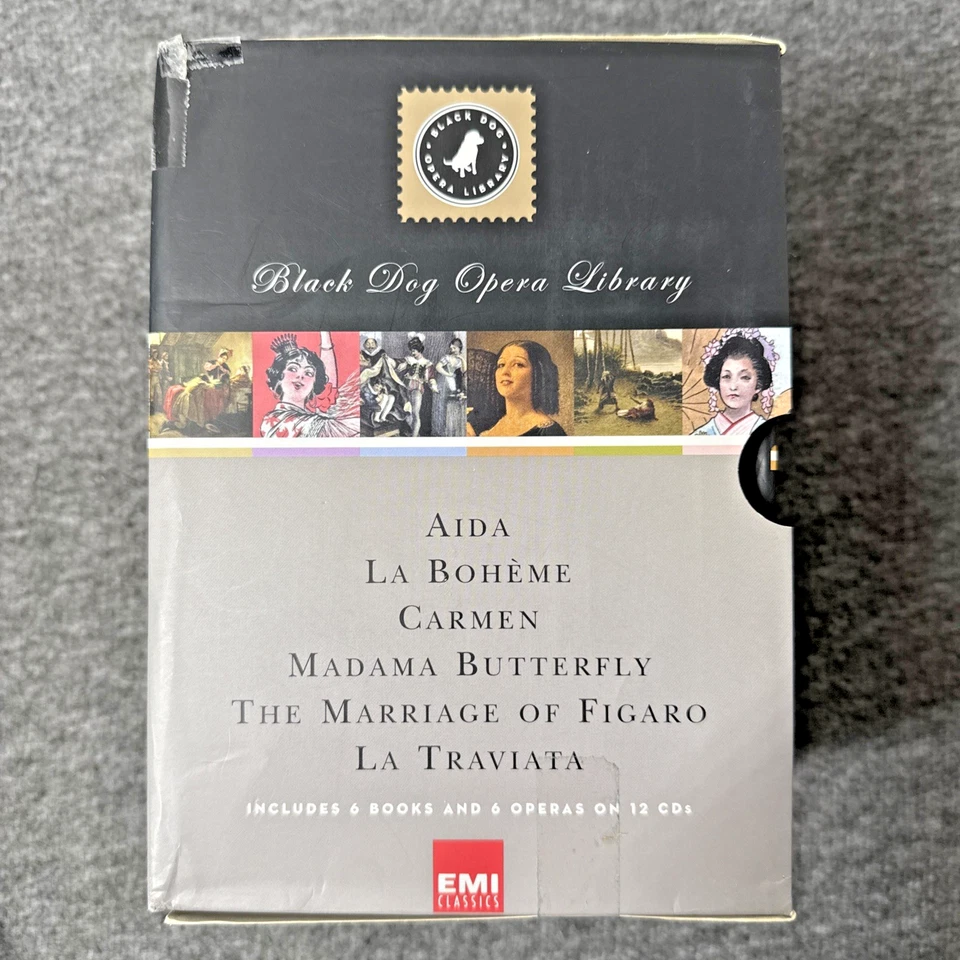 BLACK DOG
OPERA LIBRARY
Black Dog Opera Library
AIDA
LA BOHÈME
CARMEN
MADAMA BUTTERFLY
THE MARRIAGE OF FIGARO
LA TRAVIATA
INCLUDES 6 BOOKS AND 6 OPERAS ON 12 CDs
EMI
CLASSICS